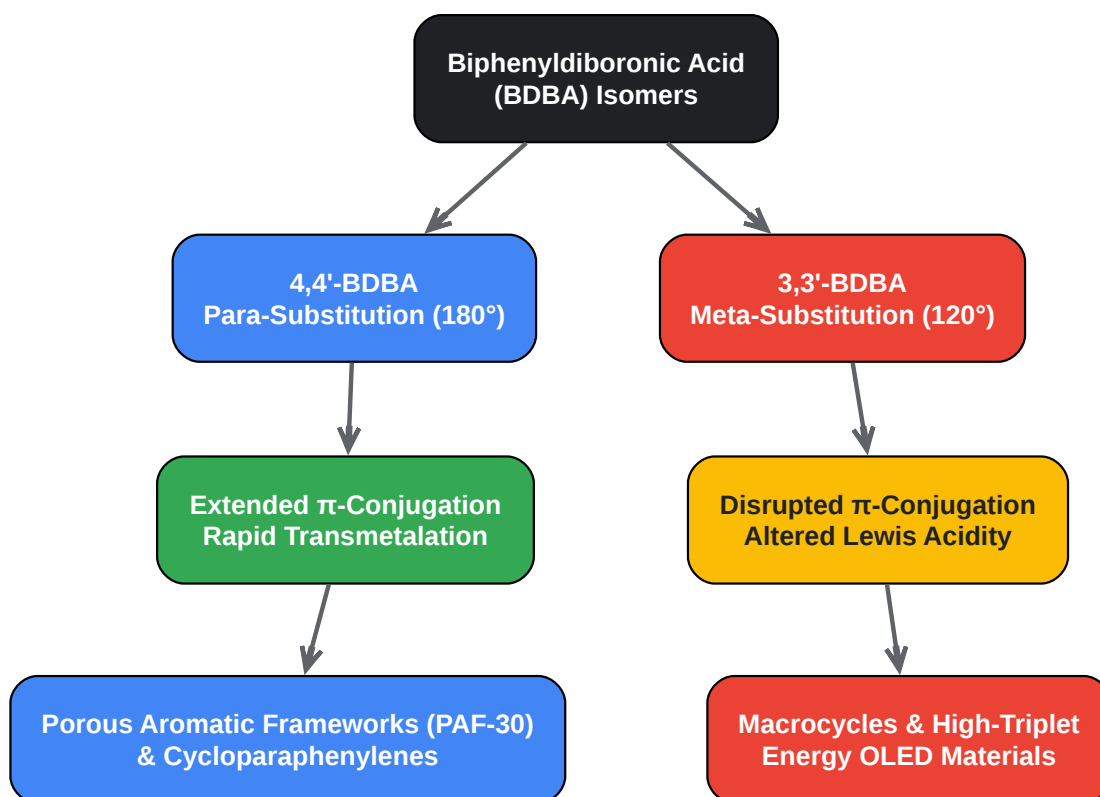 Biphenyldiboronic Acid
(BDBA) Isomers
4,4'-BDBA
Para-Substitution (180°)
3,3'-BDBA
Meta-Substitution (120°)
Extended π-Conjugation
Rapid Transmetalation
Disrupted π-Conjugation
Altered Lewis Acidity
Porous Aromatic Frameworks (PAF-30)
& Cycloparaphenylenes
Macrocycles & High-Triplet
Energy OLED Materials